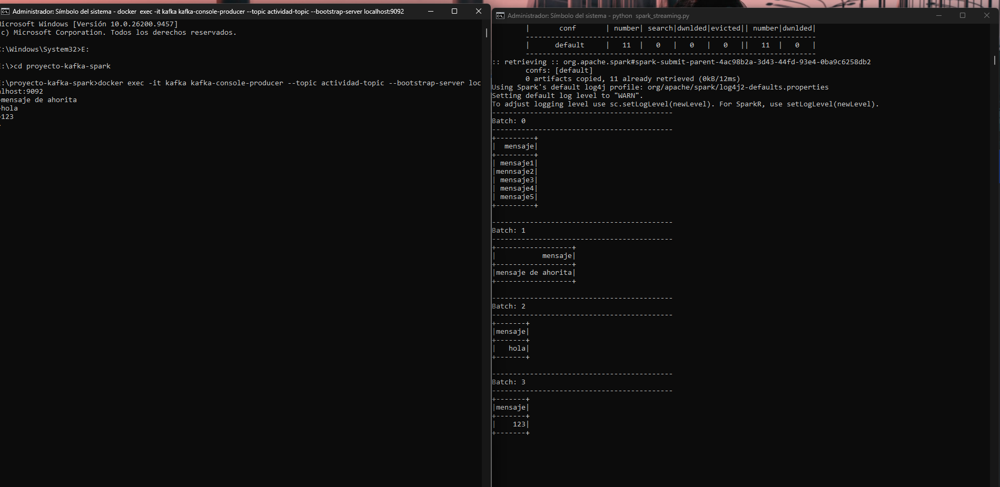 Administrador: Símbolo del sistema - docker  exec -it kafka kafka-console-producer --topic actividad-topic --bootstrap-server localhost:9092
Microsoft Windows [Versión 10.0.26200.9457]
c) Microsoft Corporation. Todos los derechos reservados.
C:\Windows\System32>E:
E:\>cd proyecto-kafka-spark
E:\proyecto-kafka-spark>docker exec -it kafka kafka-console-producer --topic actividad-topic --bootstrap-server loc
alhost:9092
>mensaje de ahorita
>hola
>123
>
Administrador: Símbolo del sistema - python  spark_streaming.py
|       conf       | number| search|dwnlded|evicted|| number|dwnlded|
---------------------------------------------------------------------
|      default     |   11  |   0   |   0   |   0   ||   11  |   0   |
---------------------------------------------------------------------
:: retrieving :: org.apache.spark#spark-submit-parent-4ac98b2a-3d43-44fd-93e4-0ba9c6258db2
confs: [default]
0 artifacts copied, 11 already retrieved (0kB/12ms)
Using Spark's default log4j profile: org/apache/spark/log4j2-defaults.properties
Setting default log level to "WARN".
To adjust logging level use sc.setLogLevel(newLevel). For SparkR, use setLogLevel(newLevel).
-------------------------------------------
Batch: 0
-------------------------------------------
+---------+
|  mensaje|
+---------+
| mensaje1|
|mennsaje2|
| mensaje3|
| mensaje4|
| mensaje5|
+---------+
-------------------------------------------
Batch: 1
-------------------------------------------
+------------------+
|           mensaje|
+------------------+
|mensaje de ahorita|
+------------------+
-------------------------------------------
Batch: 2
-------------------------------------------
+-------+
|mensaje|
+-------+
|   hola|
+-------+
-------------------------------------------
Batch: 3
-------------------------------------------
+-------+
|mensaje|
+-------+
|    123|
+-------+